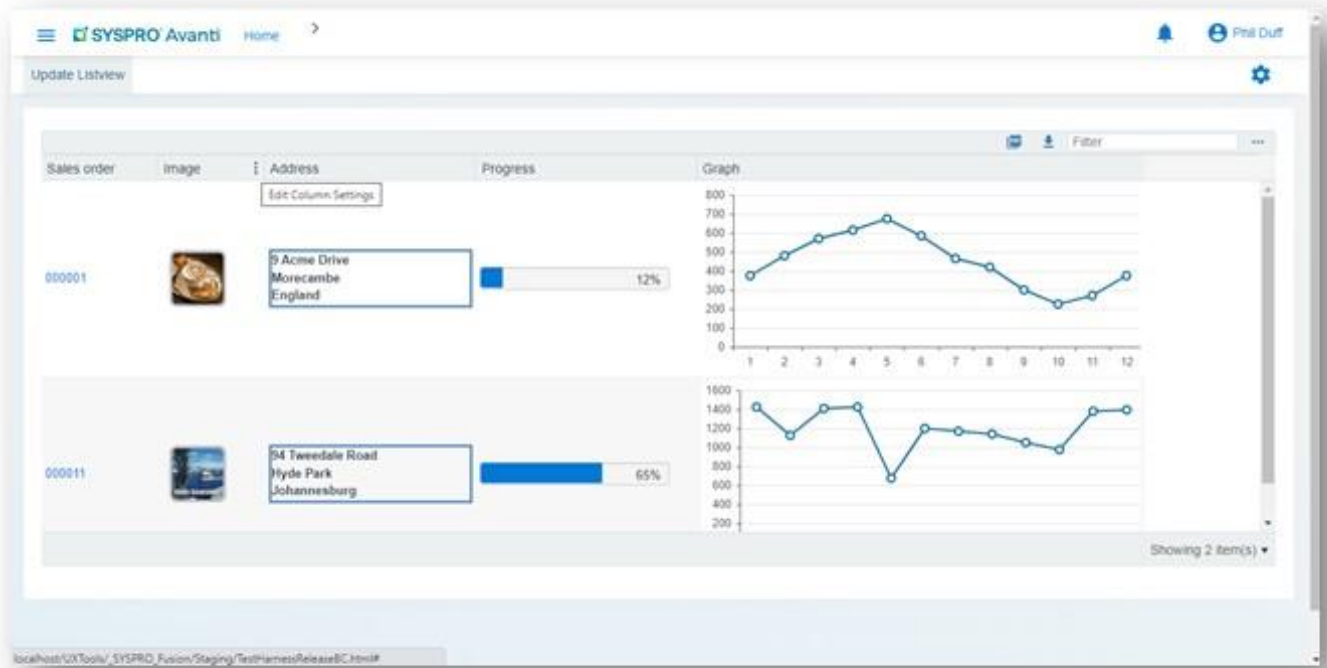 SYSPRO Avanti Home > Phil Duff
Update Listview
Filter ...
Sales order Image Address Progress Graph
Edit Column Settings
000001
9 Acme Drive
Morecambe
England
12%
800
700
600
500
400
300
200
100
0
1 2 3 4 5 6 7 8 9 10 11 12
000011
94 Tweedale Road
Hyde Park
Johannesburg
65%
1600
1400
1200
1000
800
600
400
200
Showing 2 item(s)
localhost/UXTools/_SYSPRO_Fusion/Staging/TestHarnessReleaseBC.html#